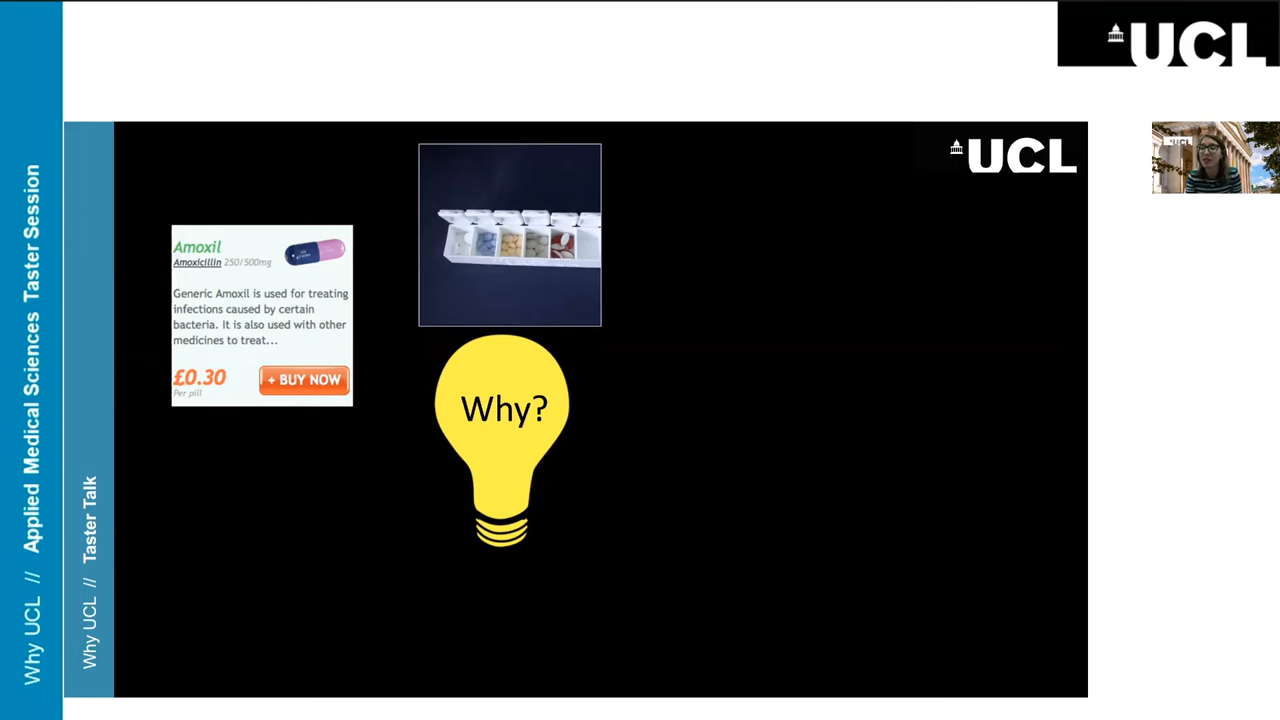 UCL
Why UCL // Applied Medical Sciences Taster Session
Why UCL // Taster Talk
UCL
UCL
Amoxil
Amoxicillin 250/500mg
Generic Amoxil is used for treating
infections caused by certain
bacteria. It is also used with other
medicines to treat...
£0.30
Per pill
+ BUY NOW
Why?